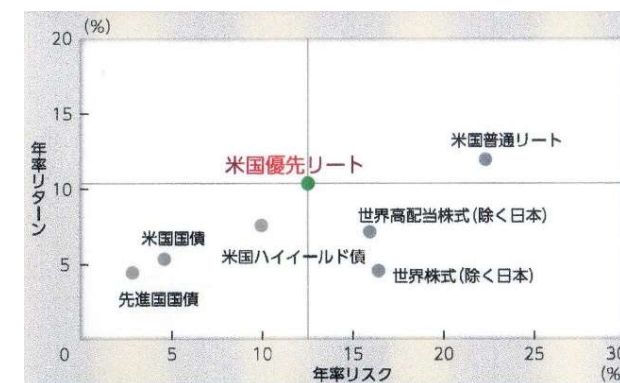 (%)
20
15
10
5
0
年率リターン
米国普通リート
米国優先リート
世界高配当株式(除く日本)
米国国債
米国ハイイールド債
世界株式(除く日本)
先進国国債
5
10
15
20
25
30
年率リスク
(%